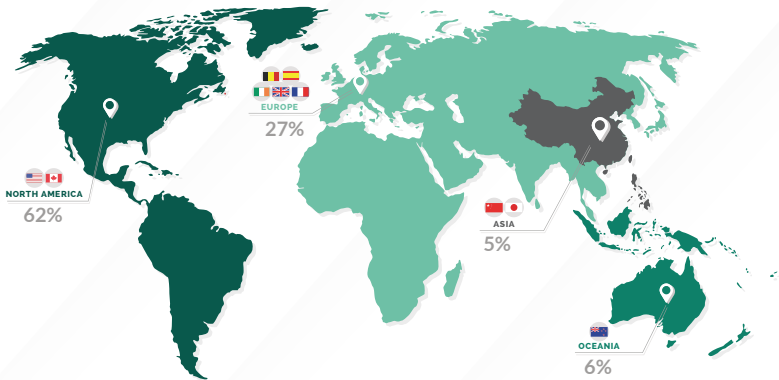 EUROPE
27%
NORTH AMERICA
62%
ASIA
5%
OCEANIA
6%